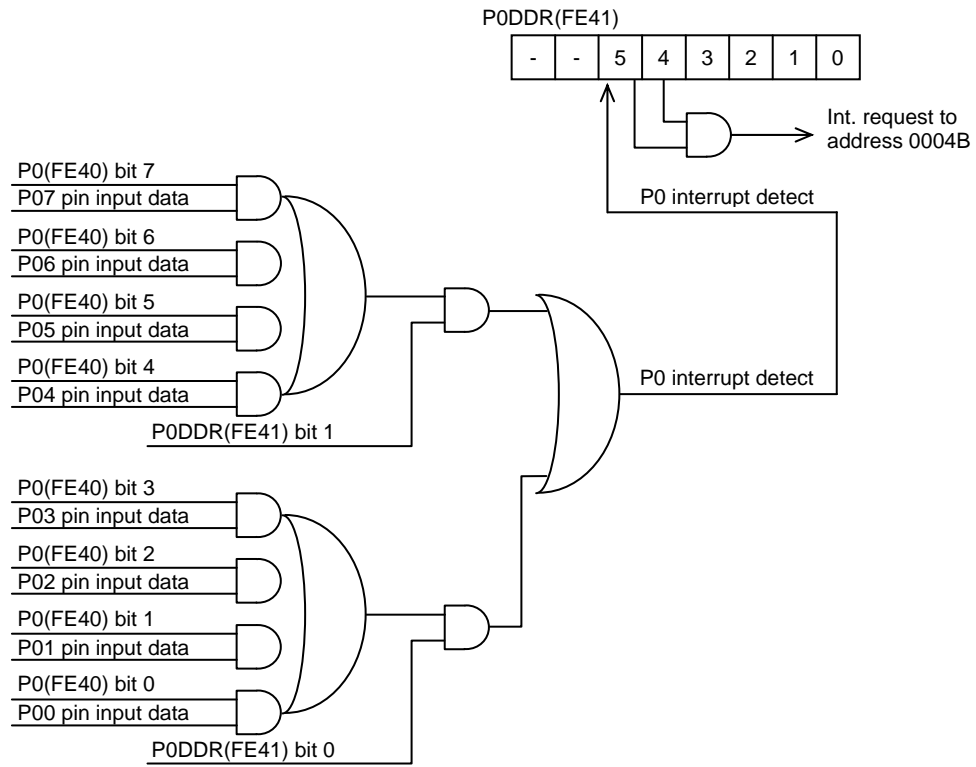 P0DDR(FE41)
- - 5 4 3 2 1 0
Int. request to
address 0004B
P0 interrupt detect
P0(FE40) bit 7
P07 pin input data
P0(FE40) bit 6
P06 pin input data
P0(FE40) bit 5
P05 pin input data
P0(FE40) bit 4
P04 pin input data
P0DDR(FE41) bit 1
P0 interrupt detect
P0(FE40) bit 3
P03 pin input data
P0(FE40) bit 2
P02 pin input data
P0(FE40) bit 1
P01 pin input data
P0(FE40) bit 0
P00 pin input data
P0DDR(FE41) bit 0